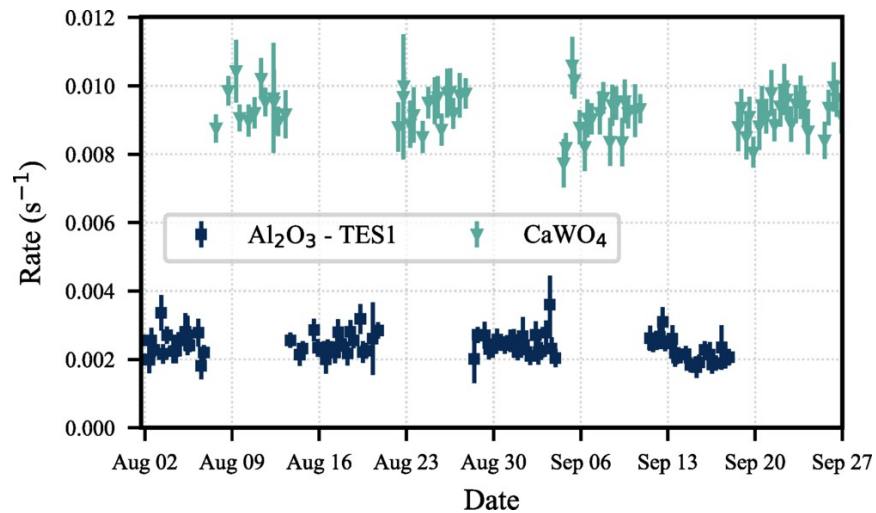 0.012
0.010
0.008
0.006
0.004
0.002
0.000
Rate (s⁻¹)
Al₂O₃ - TES1 CaWO₄
Aug 02 Aug 09 Aug 16 Aug 23 Aug 30 Sep 06 Sep 13 Sep 20 Sep 27
Date